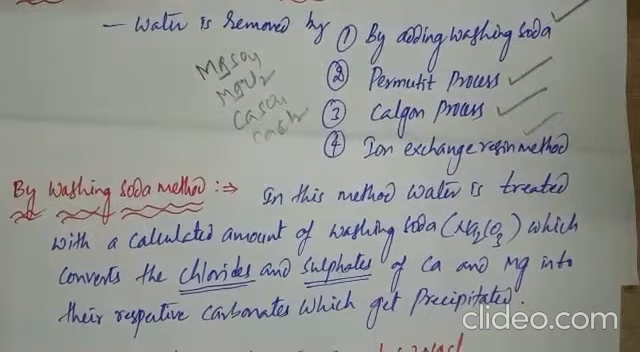 — Water is removed by ① By adding washing soda
② Permutit Process
③ Calgon Process
④ Ion exchange resin method
MgSO4
MgCl2
CaSO4
CaCl2
By Washing Soda method :⇒ In this method Water is treated
with a calculated amount of washing soda (Na2CO3) which
Converts the chlorides and sulphates of Ca and Mg into
their respective carbonates which get Precipitated.
clideo.com